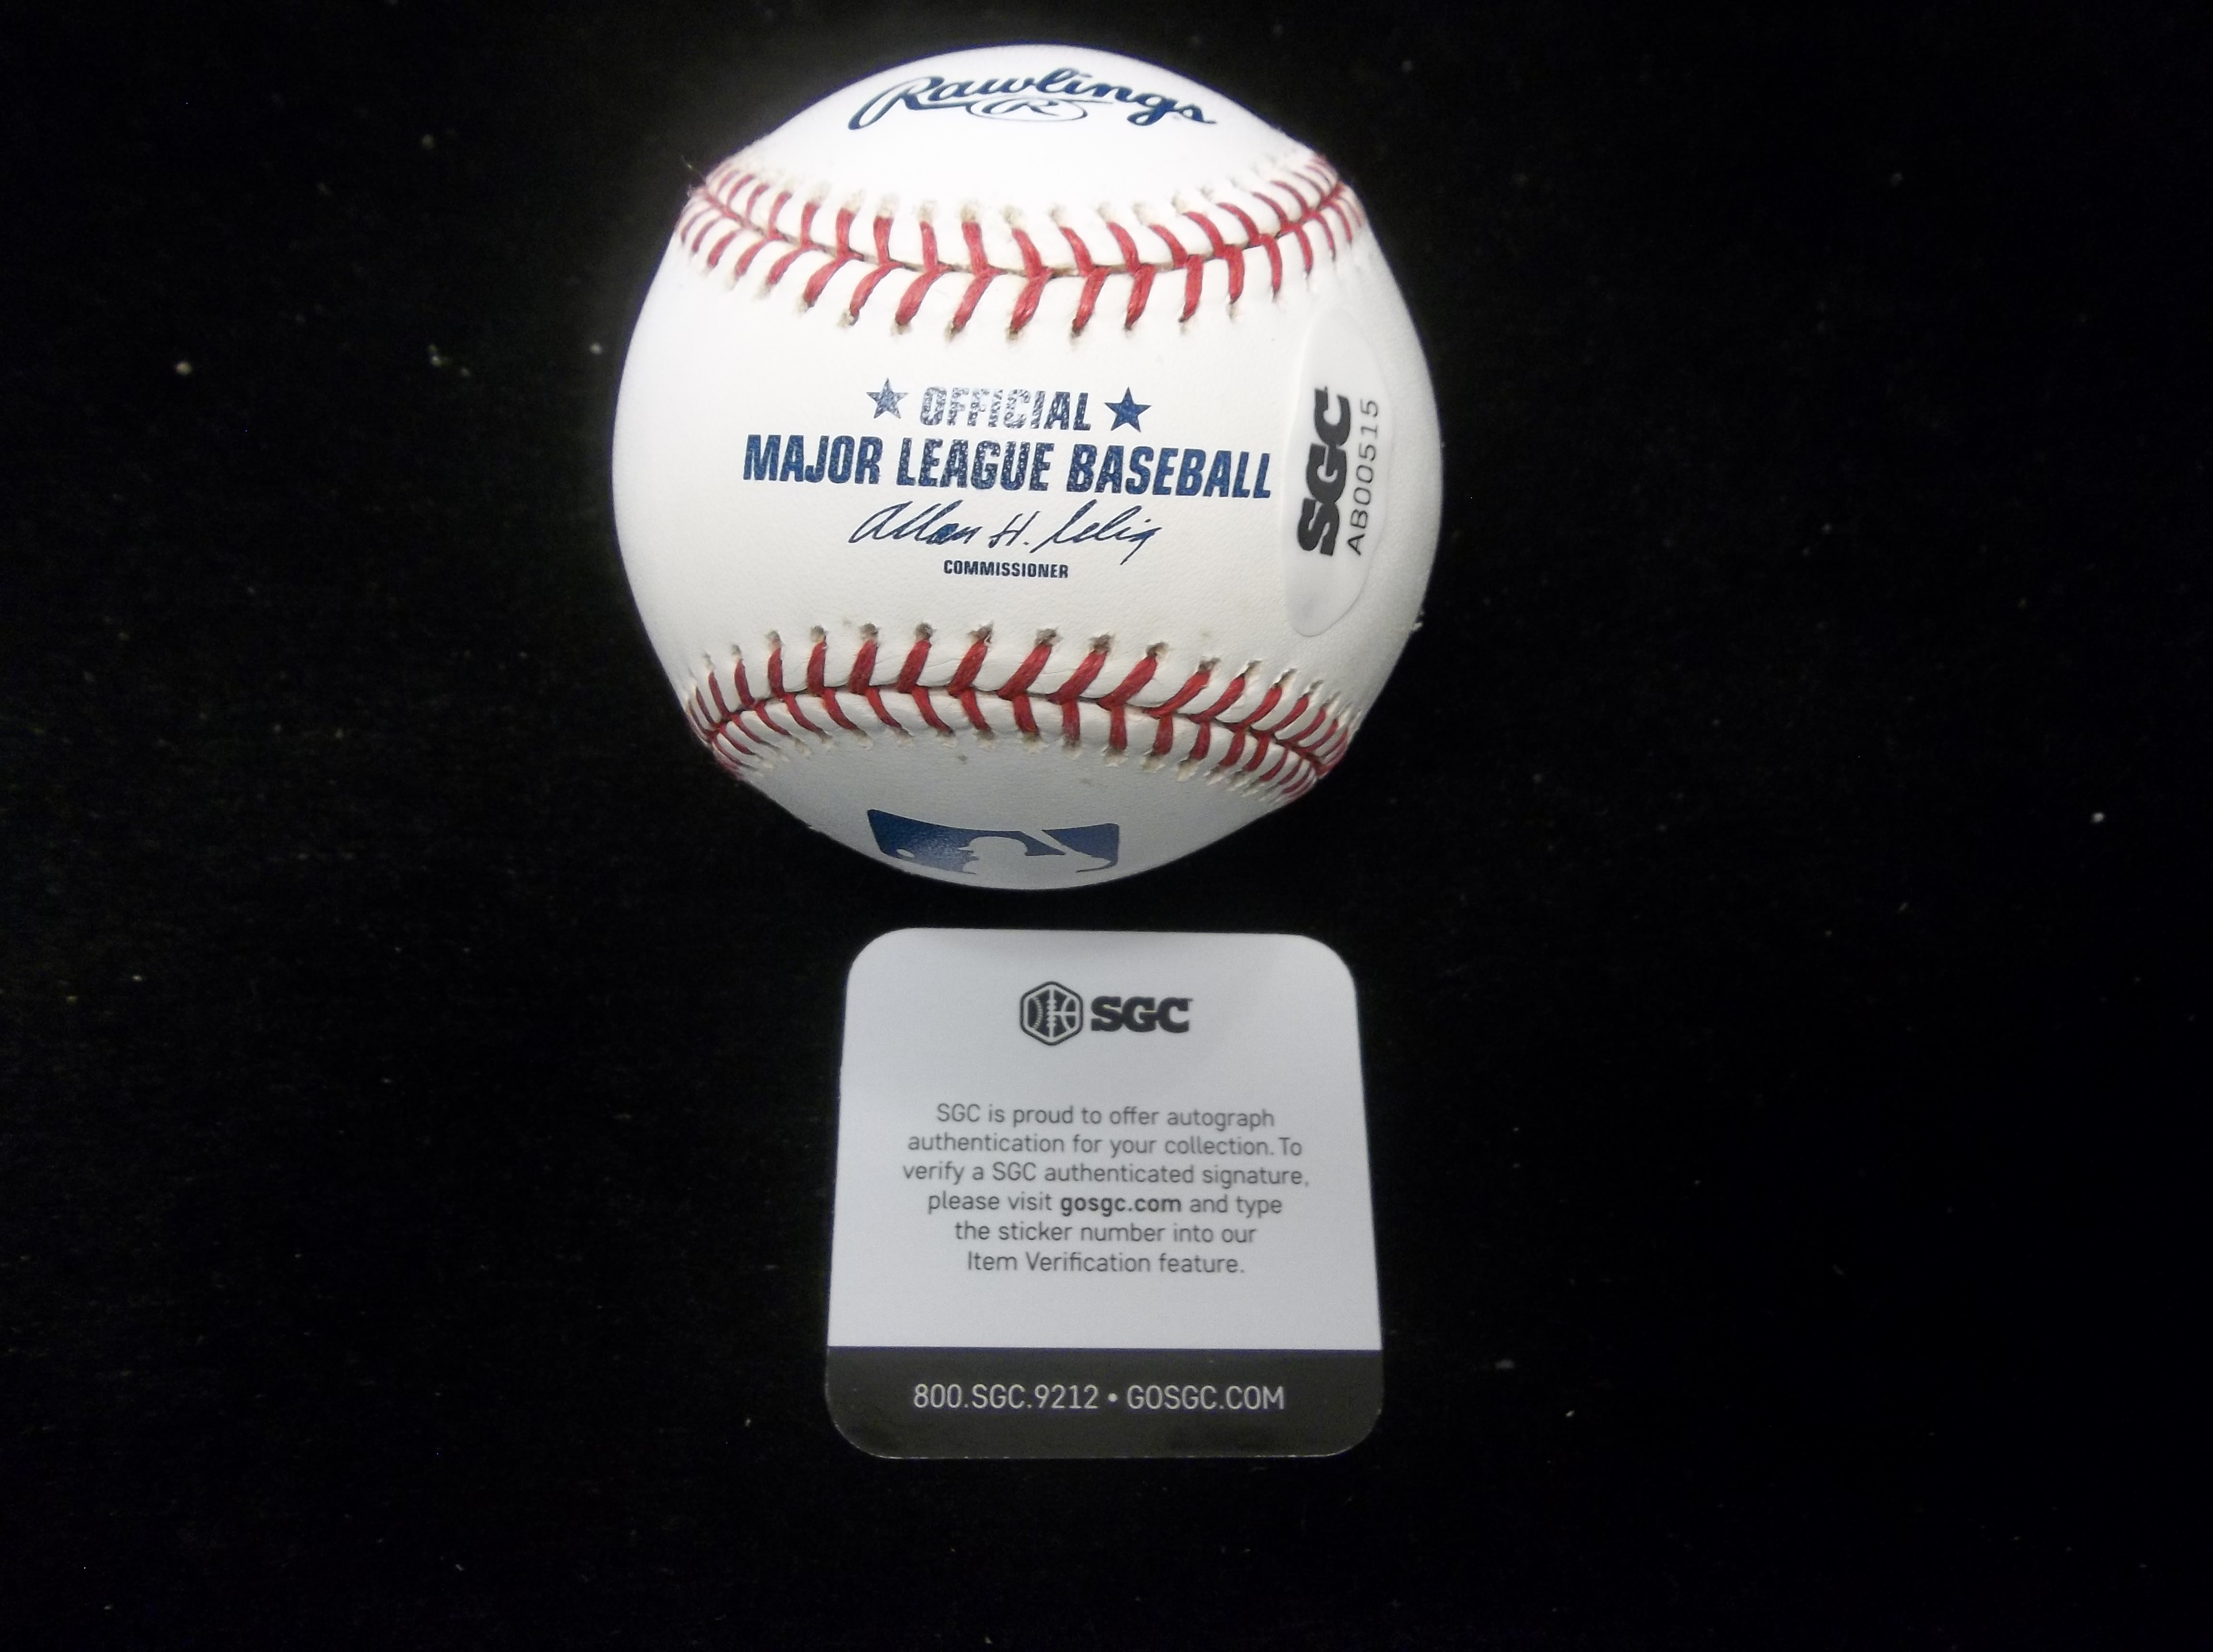 Rawlings
R
★ OFFICIAL ★
MAJOR LEAGUE BASEBALL
Allan H. Selig
COMMISSIONER
SGC
AB00515
SGC
SGC is proud to offer autograph
authentication for your collection. To
verify a SGC authenticated signature,
please visit gosgc.com and type
the sticker number into our
Item Verification feature.
800.SGC.9212 • GOSGC.COM